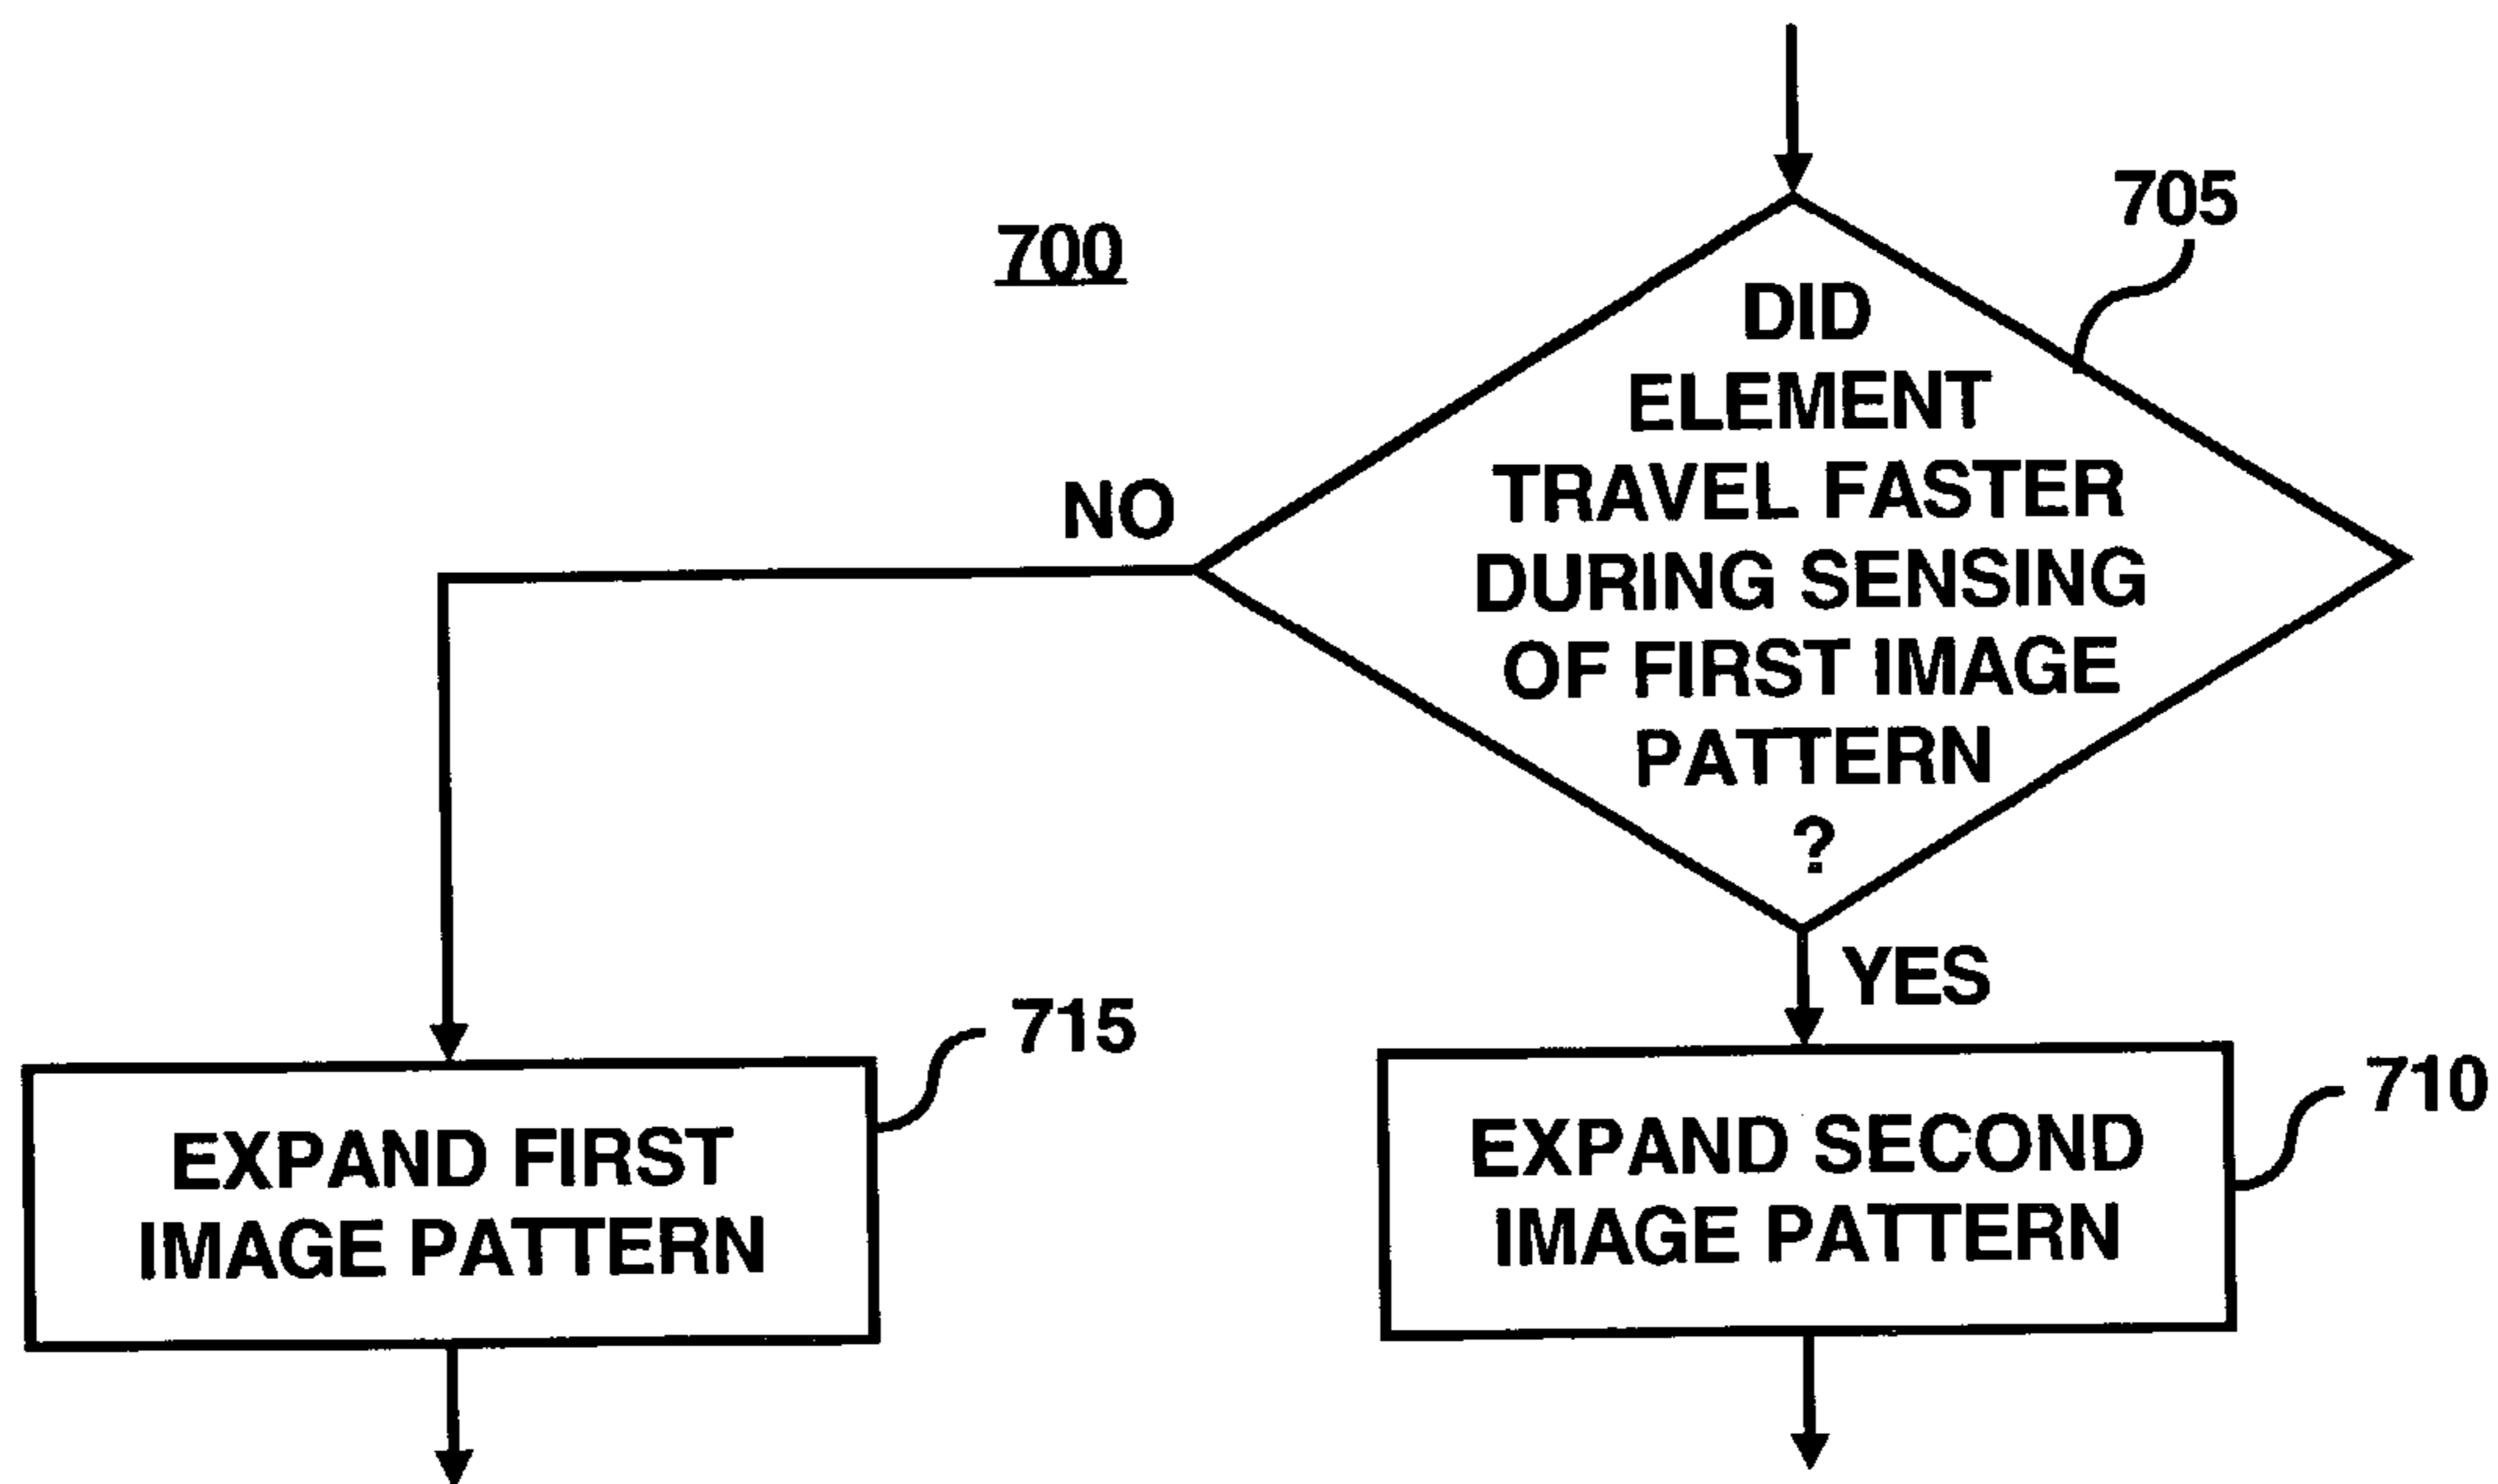 700
705
DID
ELEMENT
TRAVEL FASTER
DURING SENSING
OF FIRST IMAGE
PATTERN
?
NO
YES
715
EXPAND FIRST
IMAGE PATTERN
710
EXPAND SECOND
IMAGE PATTERN